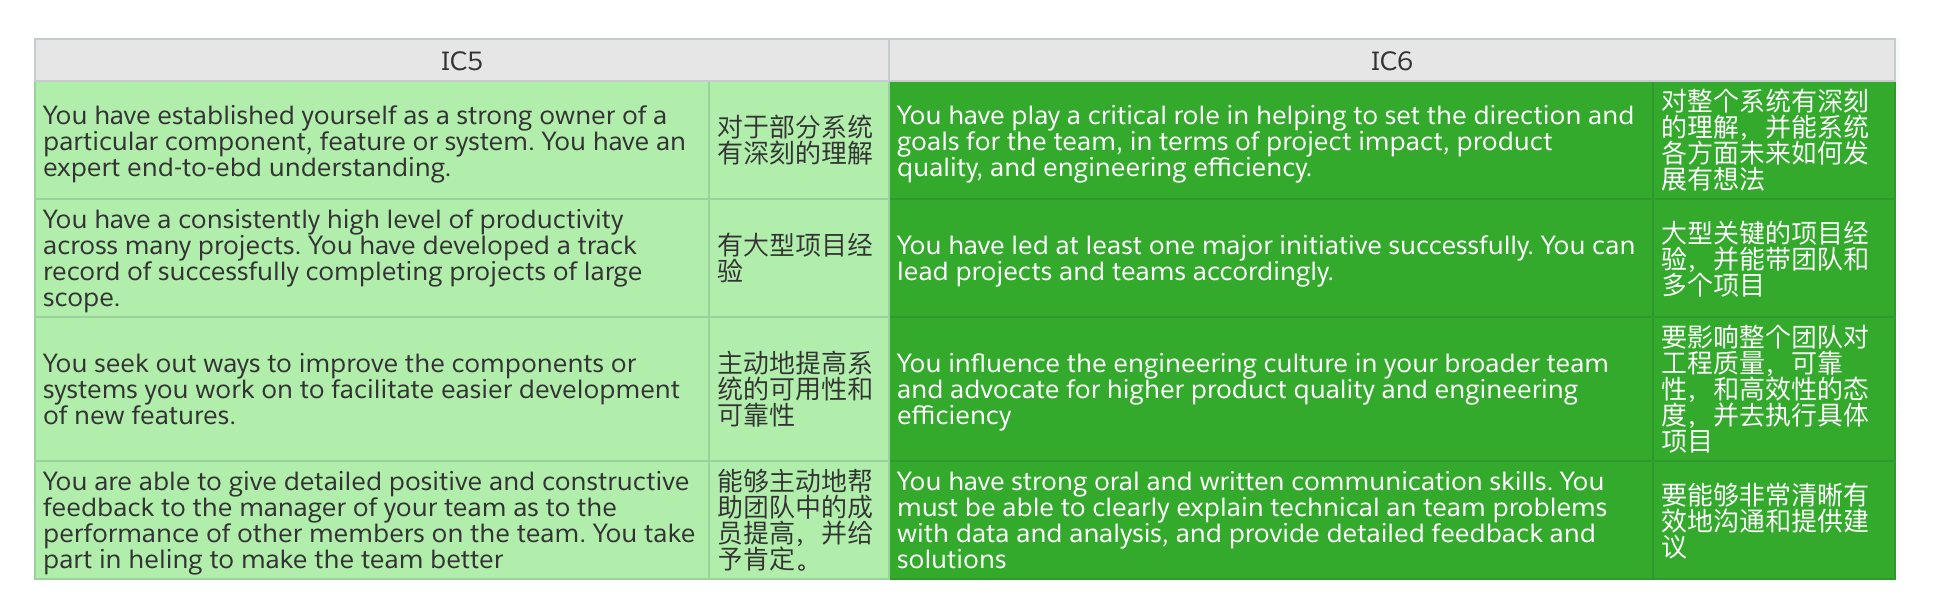 IC5
IC6
You have established yourself as a strong owner of a
particular component, feature or system. You have an
expert end-to-ebd understanding.
对于部分系统
有深刻的理解
You have play a critical role in helping to set the direction and
goals for the team, in terms of project impact, product
quality, and engineering efficiency.
对整个系统有深刻
的理解，并能系统
各方面未来如何发
展有想法
You have a consistently high level of productivity
across many projects. You have developed a track
record of successfully completing projects of large
scope.
有大型项目经
验
You have led at least one major initiative successfully. You can
lead projects and teams accordingly.
大型关键的项目经
验，并能带团队和
多个项目
You seek out ways to improve the components or
systems you work on to facilitate easier development
of new features.
主动地提高系
统的可用性和
可靠性
You influence the engineering culture in your broader team
and advocate for higher product quality and engineering
efficiency
要影响整个团队对
工程质量，可靠
性，和高效性的态
度，并去执行具体
项目
You are able to give detailed positive and constructive
feedback to the manager of your team as to the
performance of other members on the team. You take
part in heling to make the team better
能够主动地帮
助团队中的成
员提高，并给
予肯定。
You have strong oral and written communication skills. You
must be able to clearly explain technical an team problems
with data and analysis, and provide detailed feedback and
solutions
要能够非常清晰有
效地沟通和提供建
议